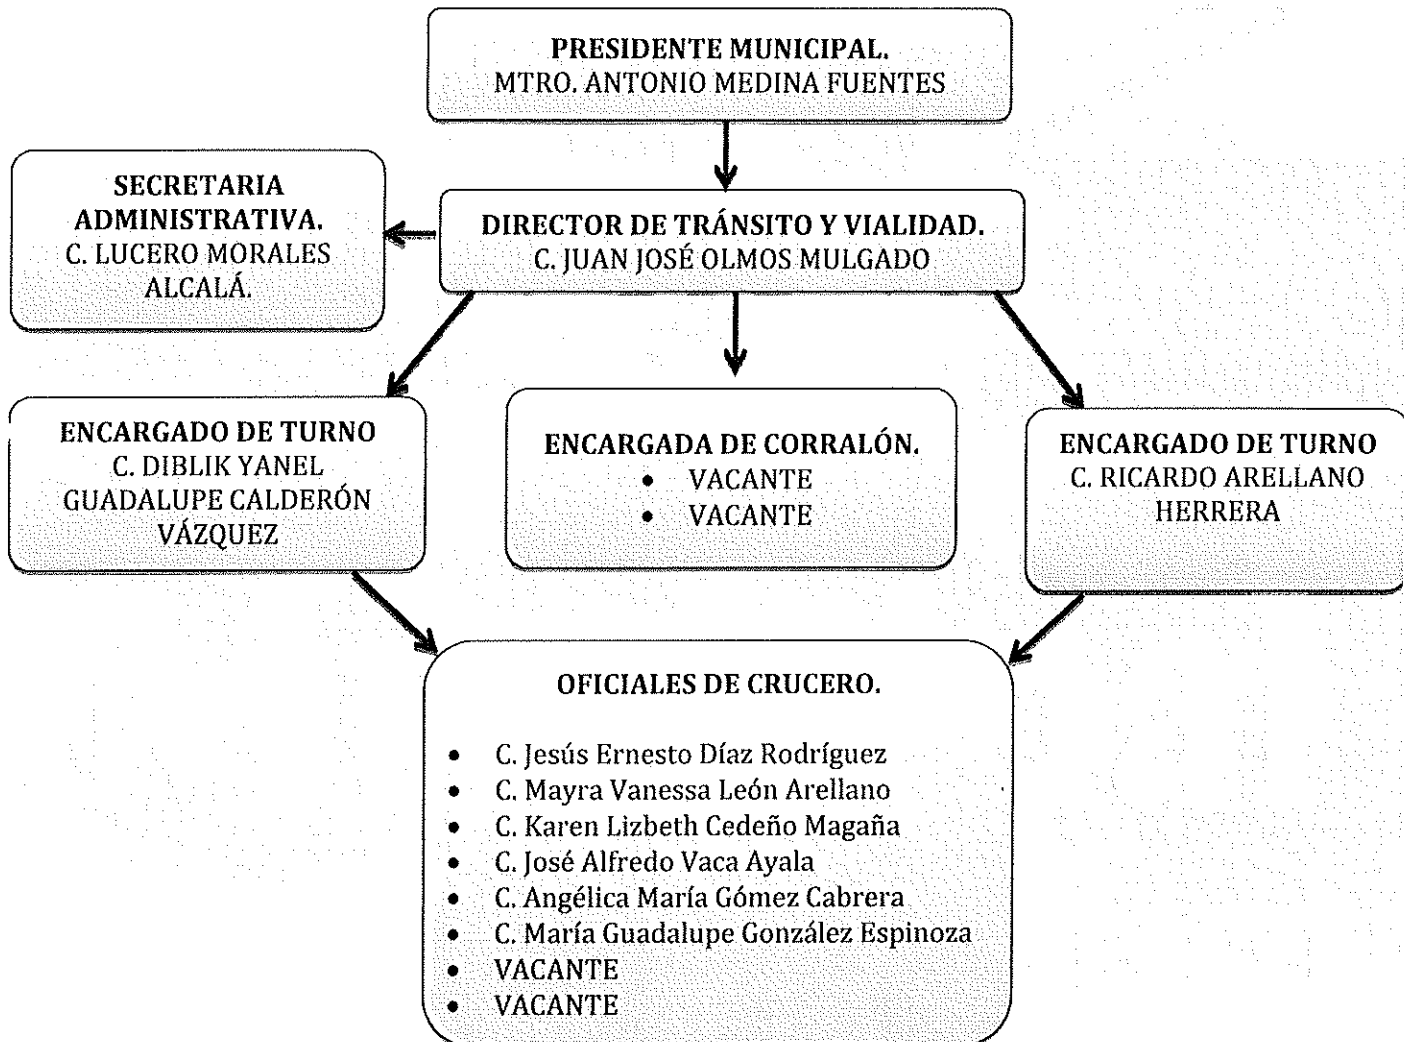 PRESIDENTE MUNICIPAL.
MTRO. ANTONIO MEDINA FUENTES
SECRETARIA
ADMINISTRATIVA.
C. LUCERO MORALES
ALCALÁ.
DIRECTOR DE TRÁNSITO Y VIALIDAD.
C. JUAN JOSÉ OLMOS MULGADO
ENCARGADO DE TURNO
C. DIBLIK YANEL
GUADALUPE CALDERÓN
VÁZQUEZ
ENCARGADA DE CORRALÓN.
• VACANTE
• VACANTE
ENCARGADO DE TURNO
C. RICARDO ARELLANO
HERRERA
OFICIALES DE CRUCERO.
• C. Jesús Ernesto Díaz Rodríguez
• C. Mayra Vanessa León Arellano
• C. Karen Lizbeth Cedeño Magaña
• C. José Alfredo Vaca Ayala
• C. Angélica María Gómez Cabrera
• C. María Guadalupe González Espinoza
• VACANTE
• VACANTE